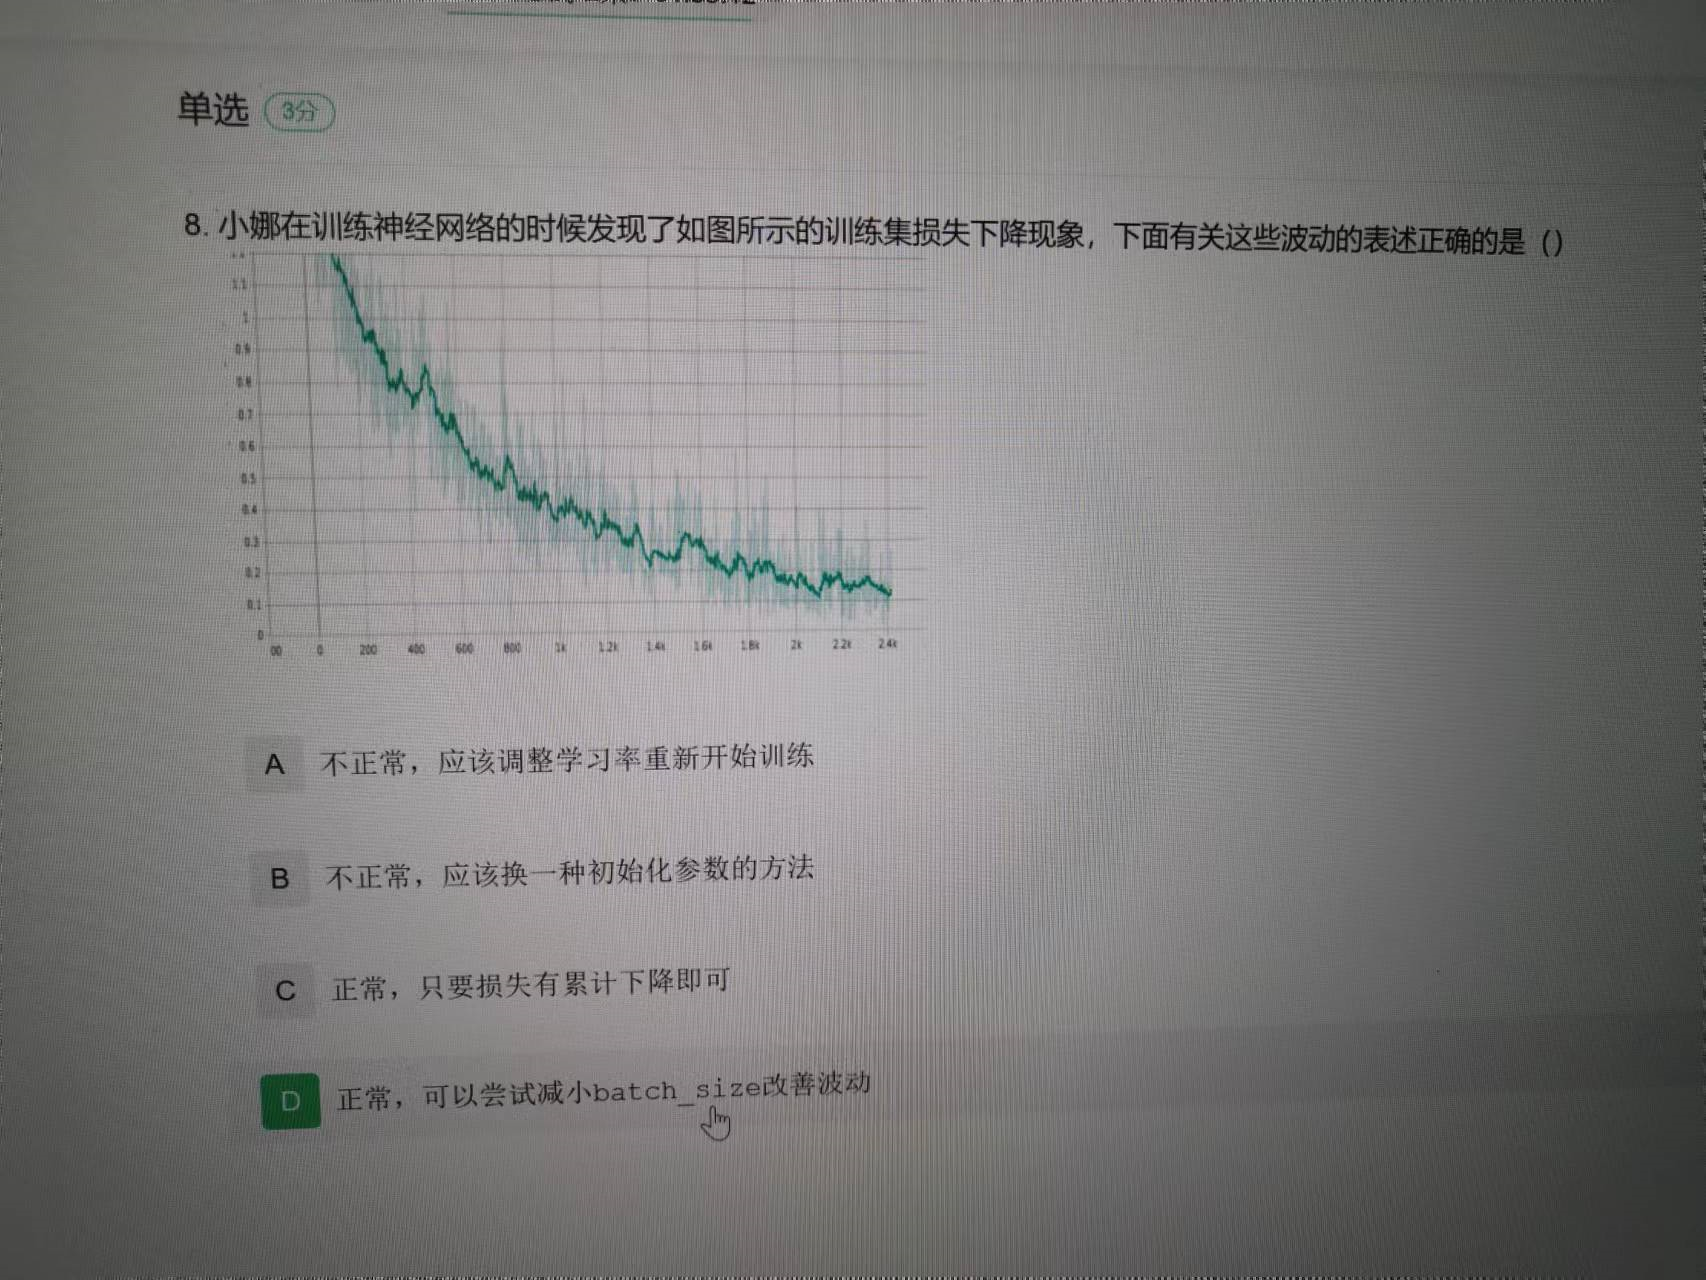 单选 3分
8. 小娜在训练神经网络的时候发现了如图所示的训练集损失下降现象，下面有关这些波动的表述正确的是（）
1.1
1
0.9
0.8
0.7
0.6
0.5
0.4
0.3
0.2
0.1
0
00 0 200 400 600 800 1k 1.2k 1.4k 1.6k 1.8k 2k 2.2k 2.4k
A 不正常，应该调整学习率重新开始训练
B 不正常，应该换一种初始化参数的方法
C 正常，只要损失有累计下降即可
D 正常，可以尝试减小batch_size改善波动